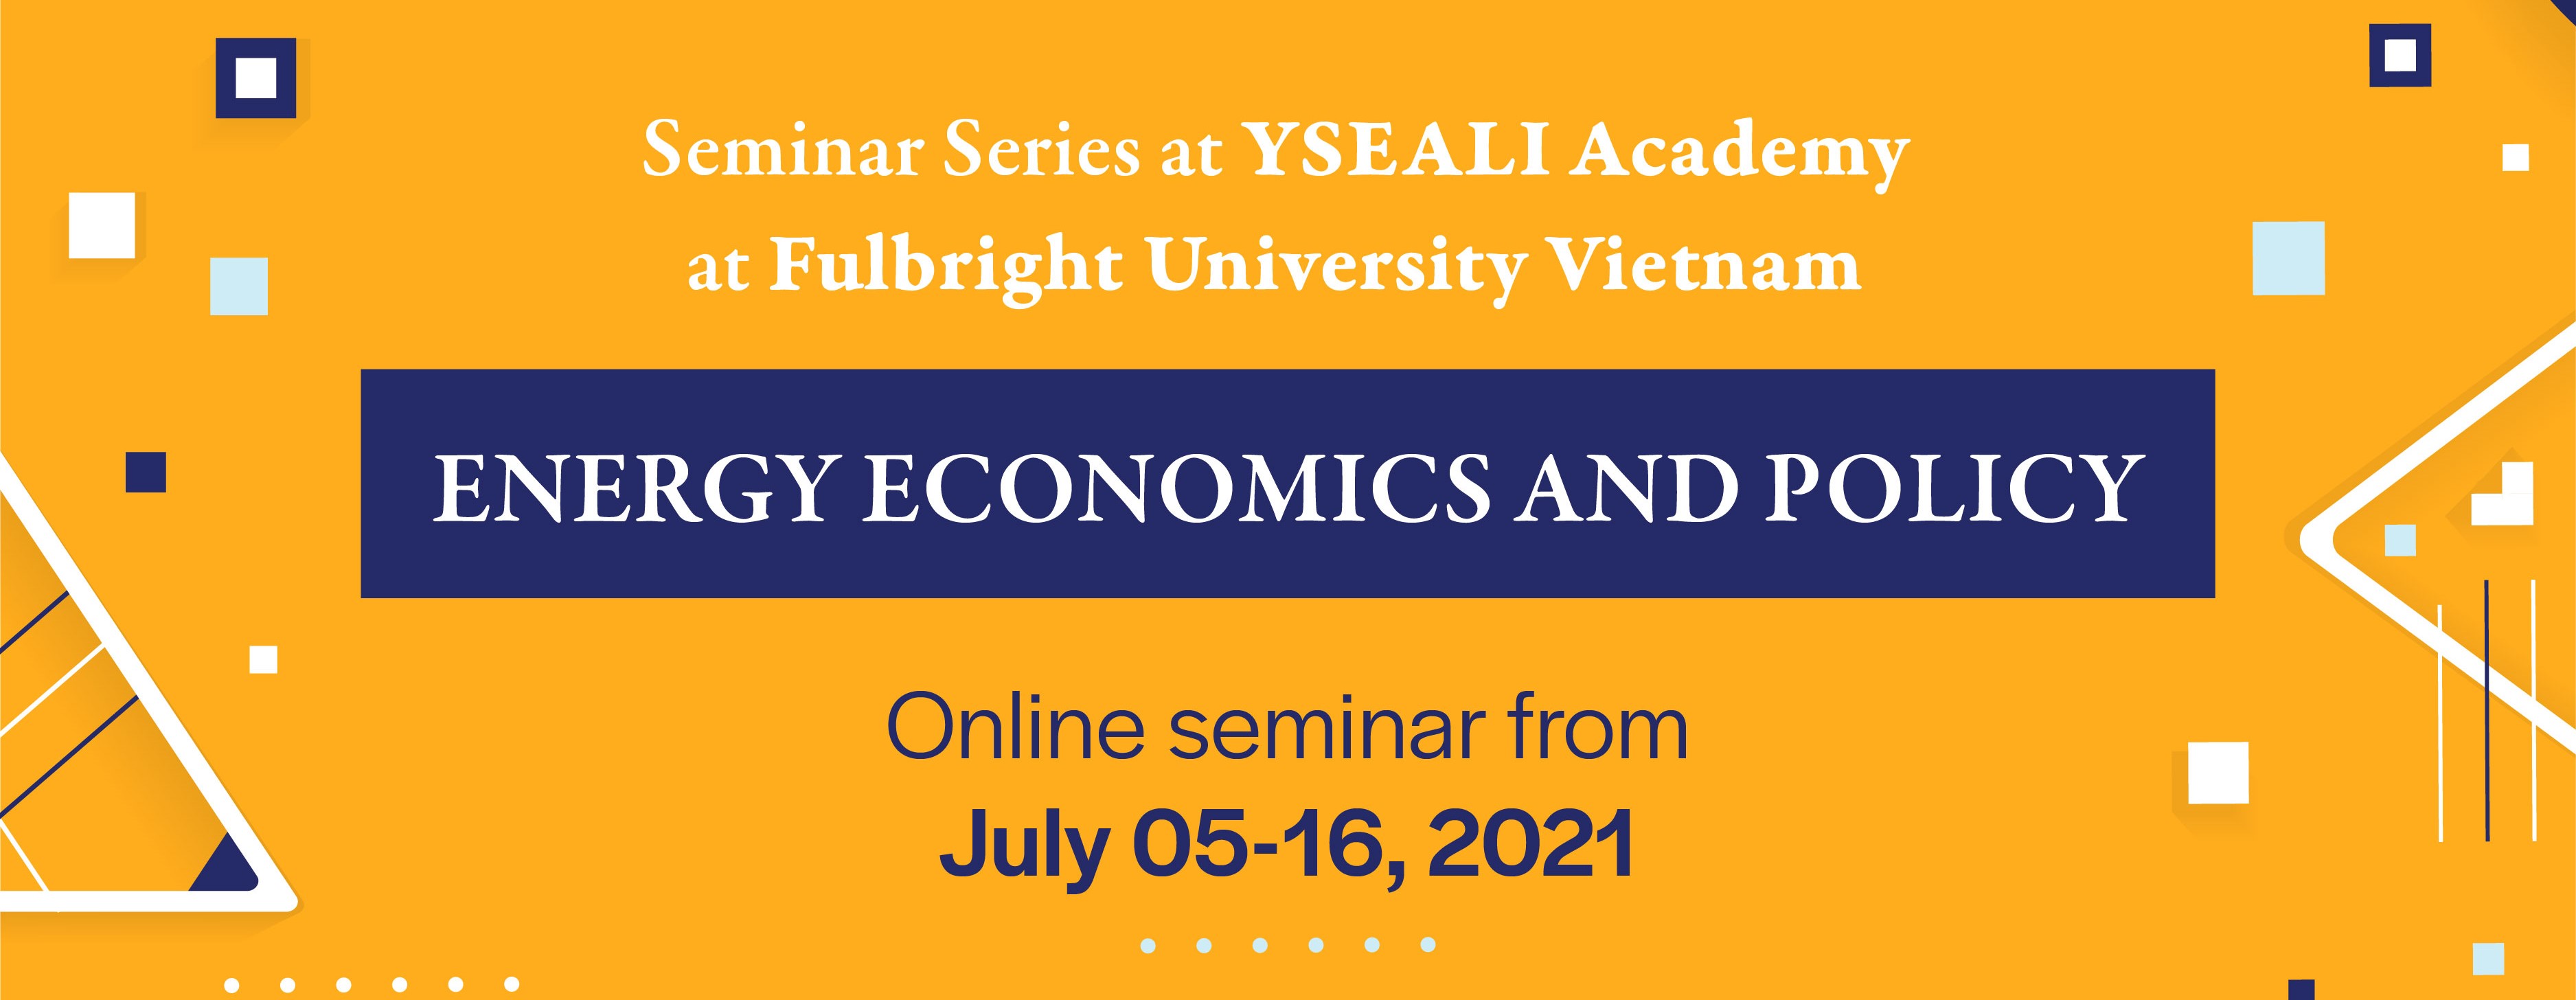 Seminar Series at YSEALI Academy
at Fulbright University Vietnam
ENERGY ECONOMICS AND POLICY
Online seminar from
July 05-16, 2021